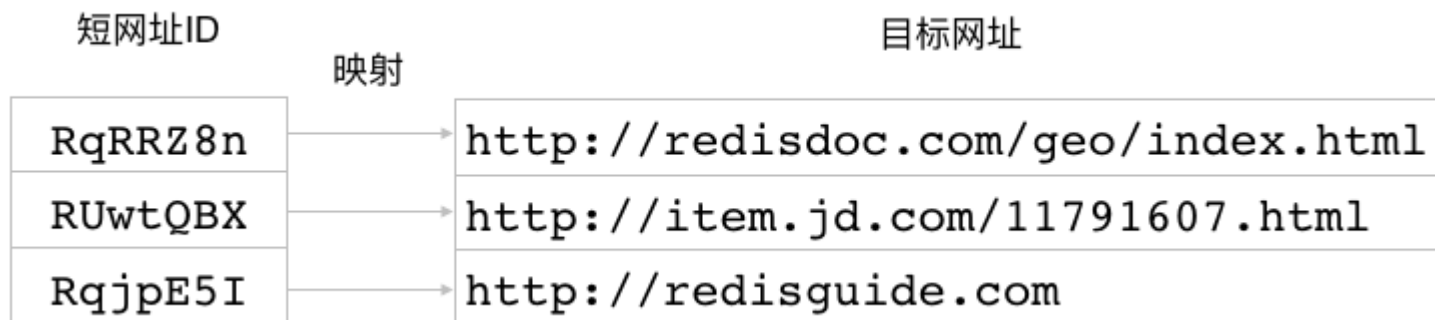 短网址ID
目标网址
映射
RqRRZ8n http://redisdoc.com/geo/index.html
RUwtQBX http://item.jd.com/11791607.html
RqjpE5I http://redisguide.com